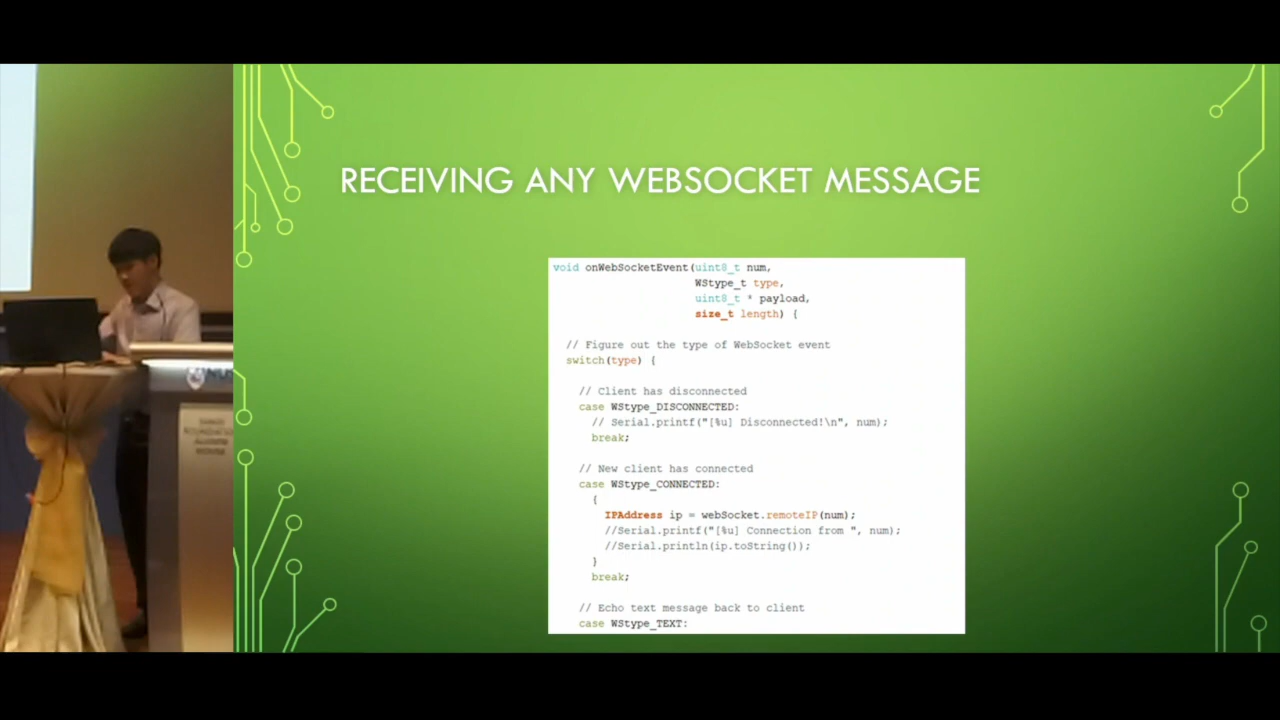 RECEIVING ANY WEBSOCKET MESSAGE
void onWebSocketEvent(uint8_t num,
WStype_t type,
uint8_t * payload,
size_t length) {
// Figure out the type of WebSocket event
switch(type) {
// Client has disconnected
case WStype_DISCONNECTED:
// Serial.printf("[%u] Disconnected!\n", num);
break;
// New client has connected
case WStype_CONNECTED:
{
IPAddress ip = webSocket.remoteIP(num);
//Serial.printf("[%u] Connection from ", num);
//Serial.println(ip.toString());
}
break;
// Echo text message back to client
case WStype_TEXT:
NUS